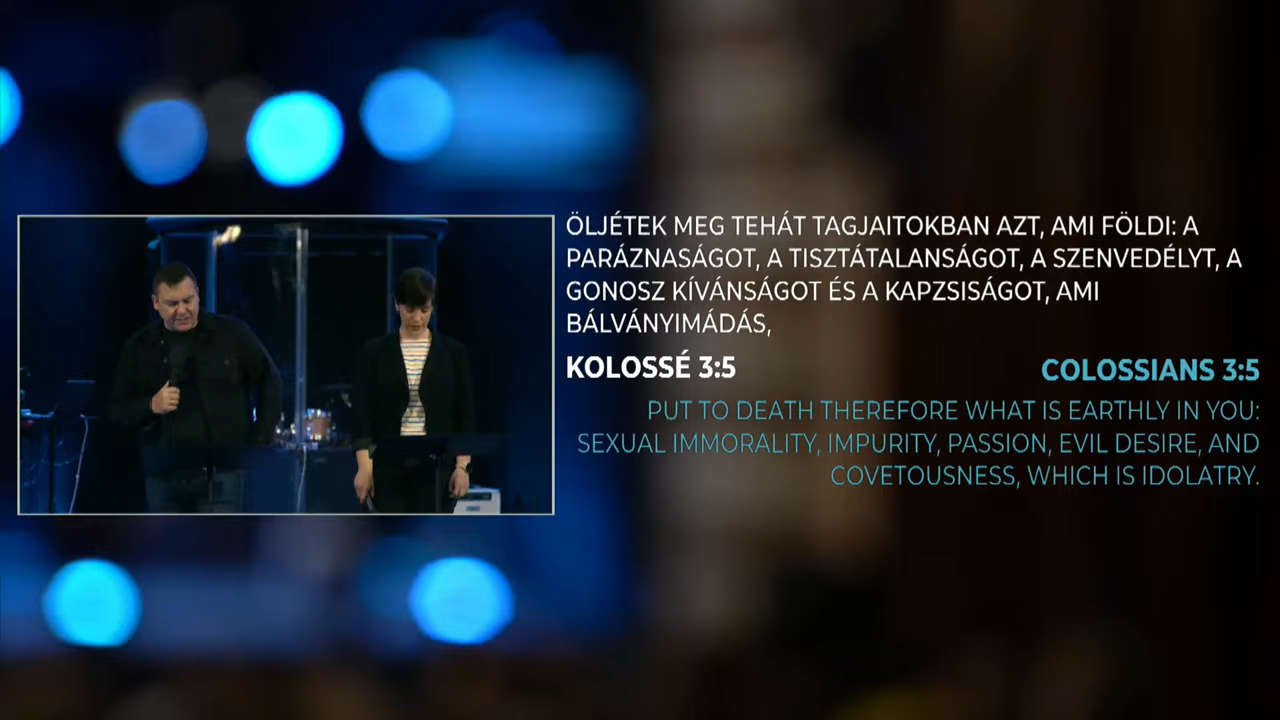 ÖLJÉTEK MEG TEHÁT TAGJAITOKBAN AZT, AMI FÖLDI: A
PARÁZNASÁGOT, A TISZTÁTALANSÁGOT, A SZENVEDÉLYT, A
GONOSZ KÍVÁNSÁGOT ÉS A KAPZSISÁGOT, AMI
BÁLVÁNYIMÁDÁS,
KOLOSSÉ 3:5
COLOSSIANS 3:5
PUT TO DEATH THEREFORE WHAT IS EARTHLY IN YOU:
SEXUAL IMMORALITY, IMPURITY, PASSION, EVIL DESIRE, AND
COVETOUSNESS, WHICH IS IDOLATRY.